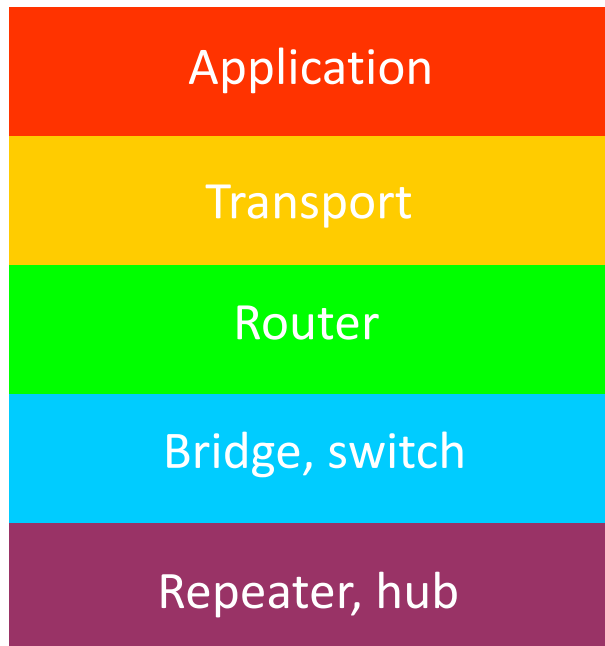 Application
Transport
Router
Bridge, switch
Repeater, hub